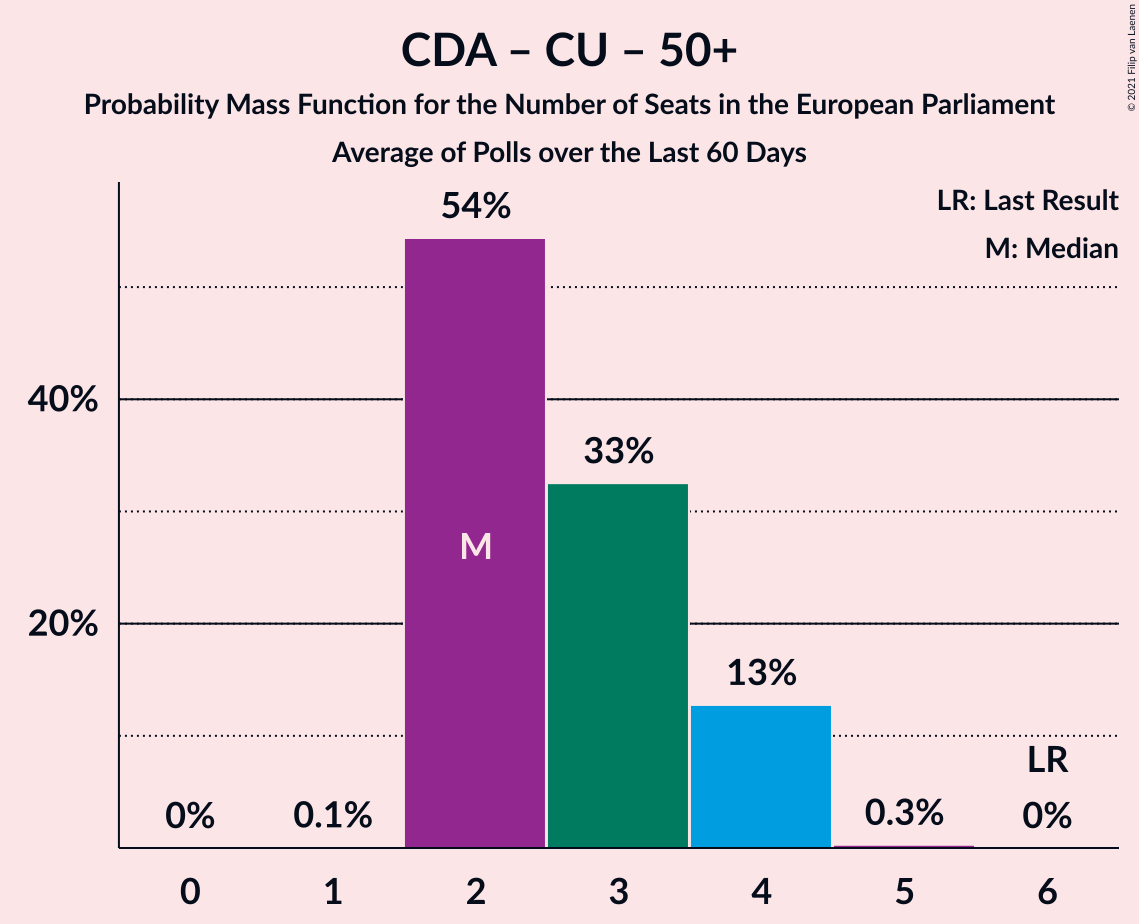 CDA – CU – 50+
Probability Mass Function for the Number of Seats in the European Parliament
Average of Polls over the Last 60 Days
© 2021 Filip van Laenen
LR: Last Result
M: Median
54%
40%
33%
M
20%
13%
LR
0%
0.1%
0.3%
0%
0 1 2 3 4 5 6